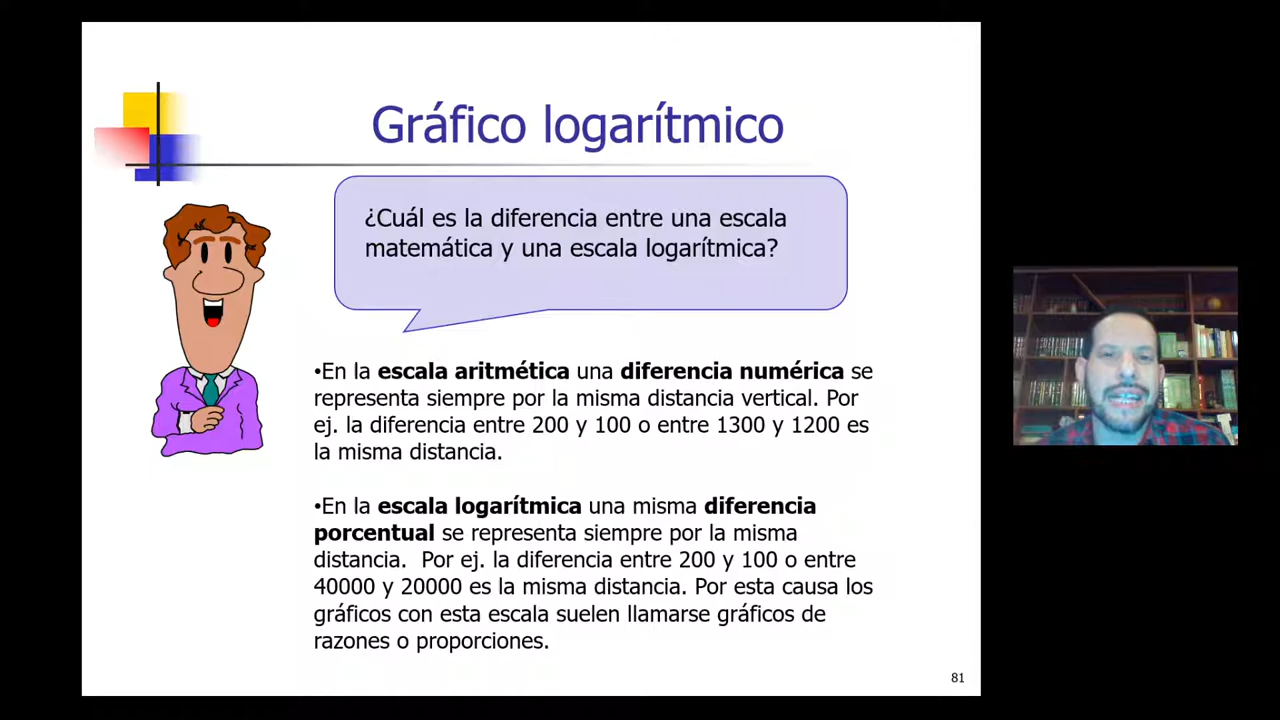 Gráfico logarítmico
¿Cuál es la diferencia entre una escala
matemática y una escala logarítmica?
•En la escala aritmética una diferencia numérica se
representa siempre por la misma distancia vertical. Por
ej. la diferencia entre 200 y 100 o entre 1300 y 1200 es
la misma distancia.
•En la escala logarítmica una misma diferencia
porcentual se representa siempre por la misma
distancia.  Por ej. la diferencia entre 200 y 100 o entre
40000 y 20000 es la misma distancia. Por esta causa los
gráficos con esta escala suelen llamarse gráficos de
razones o proporciones.
81